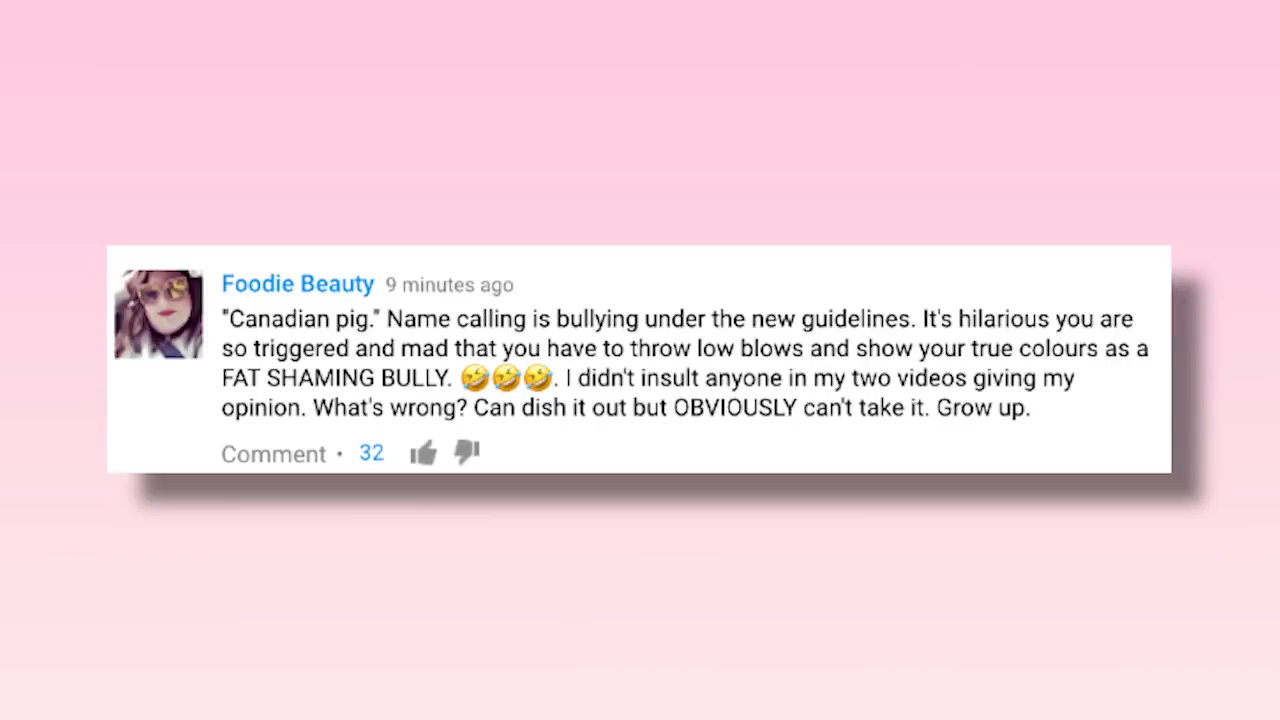 Foodie Beauty 9 minutes ago
"Canadian pig." Name calling is bullying under the new guidelines. It's hilarious you are
so triggered and mad that you have to throw low blows and show your true colours as a
FAT SHAMING BULLY. 🤣🤣🤣. I didn't insult anyone in my two videos giving my
opinion. What's wrong? Can dish it out but OBVIOUSLY can't take it. Grow up.
Comment • 32